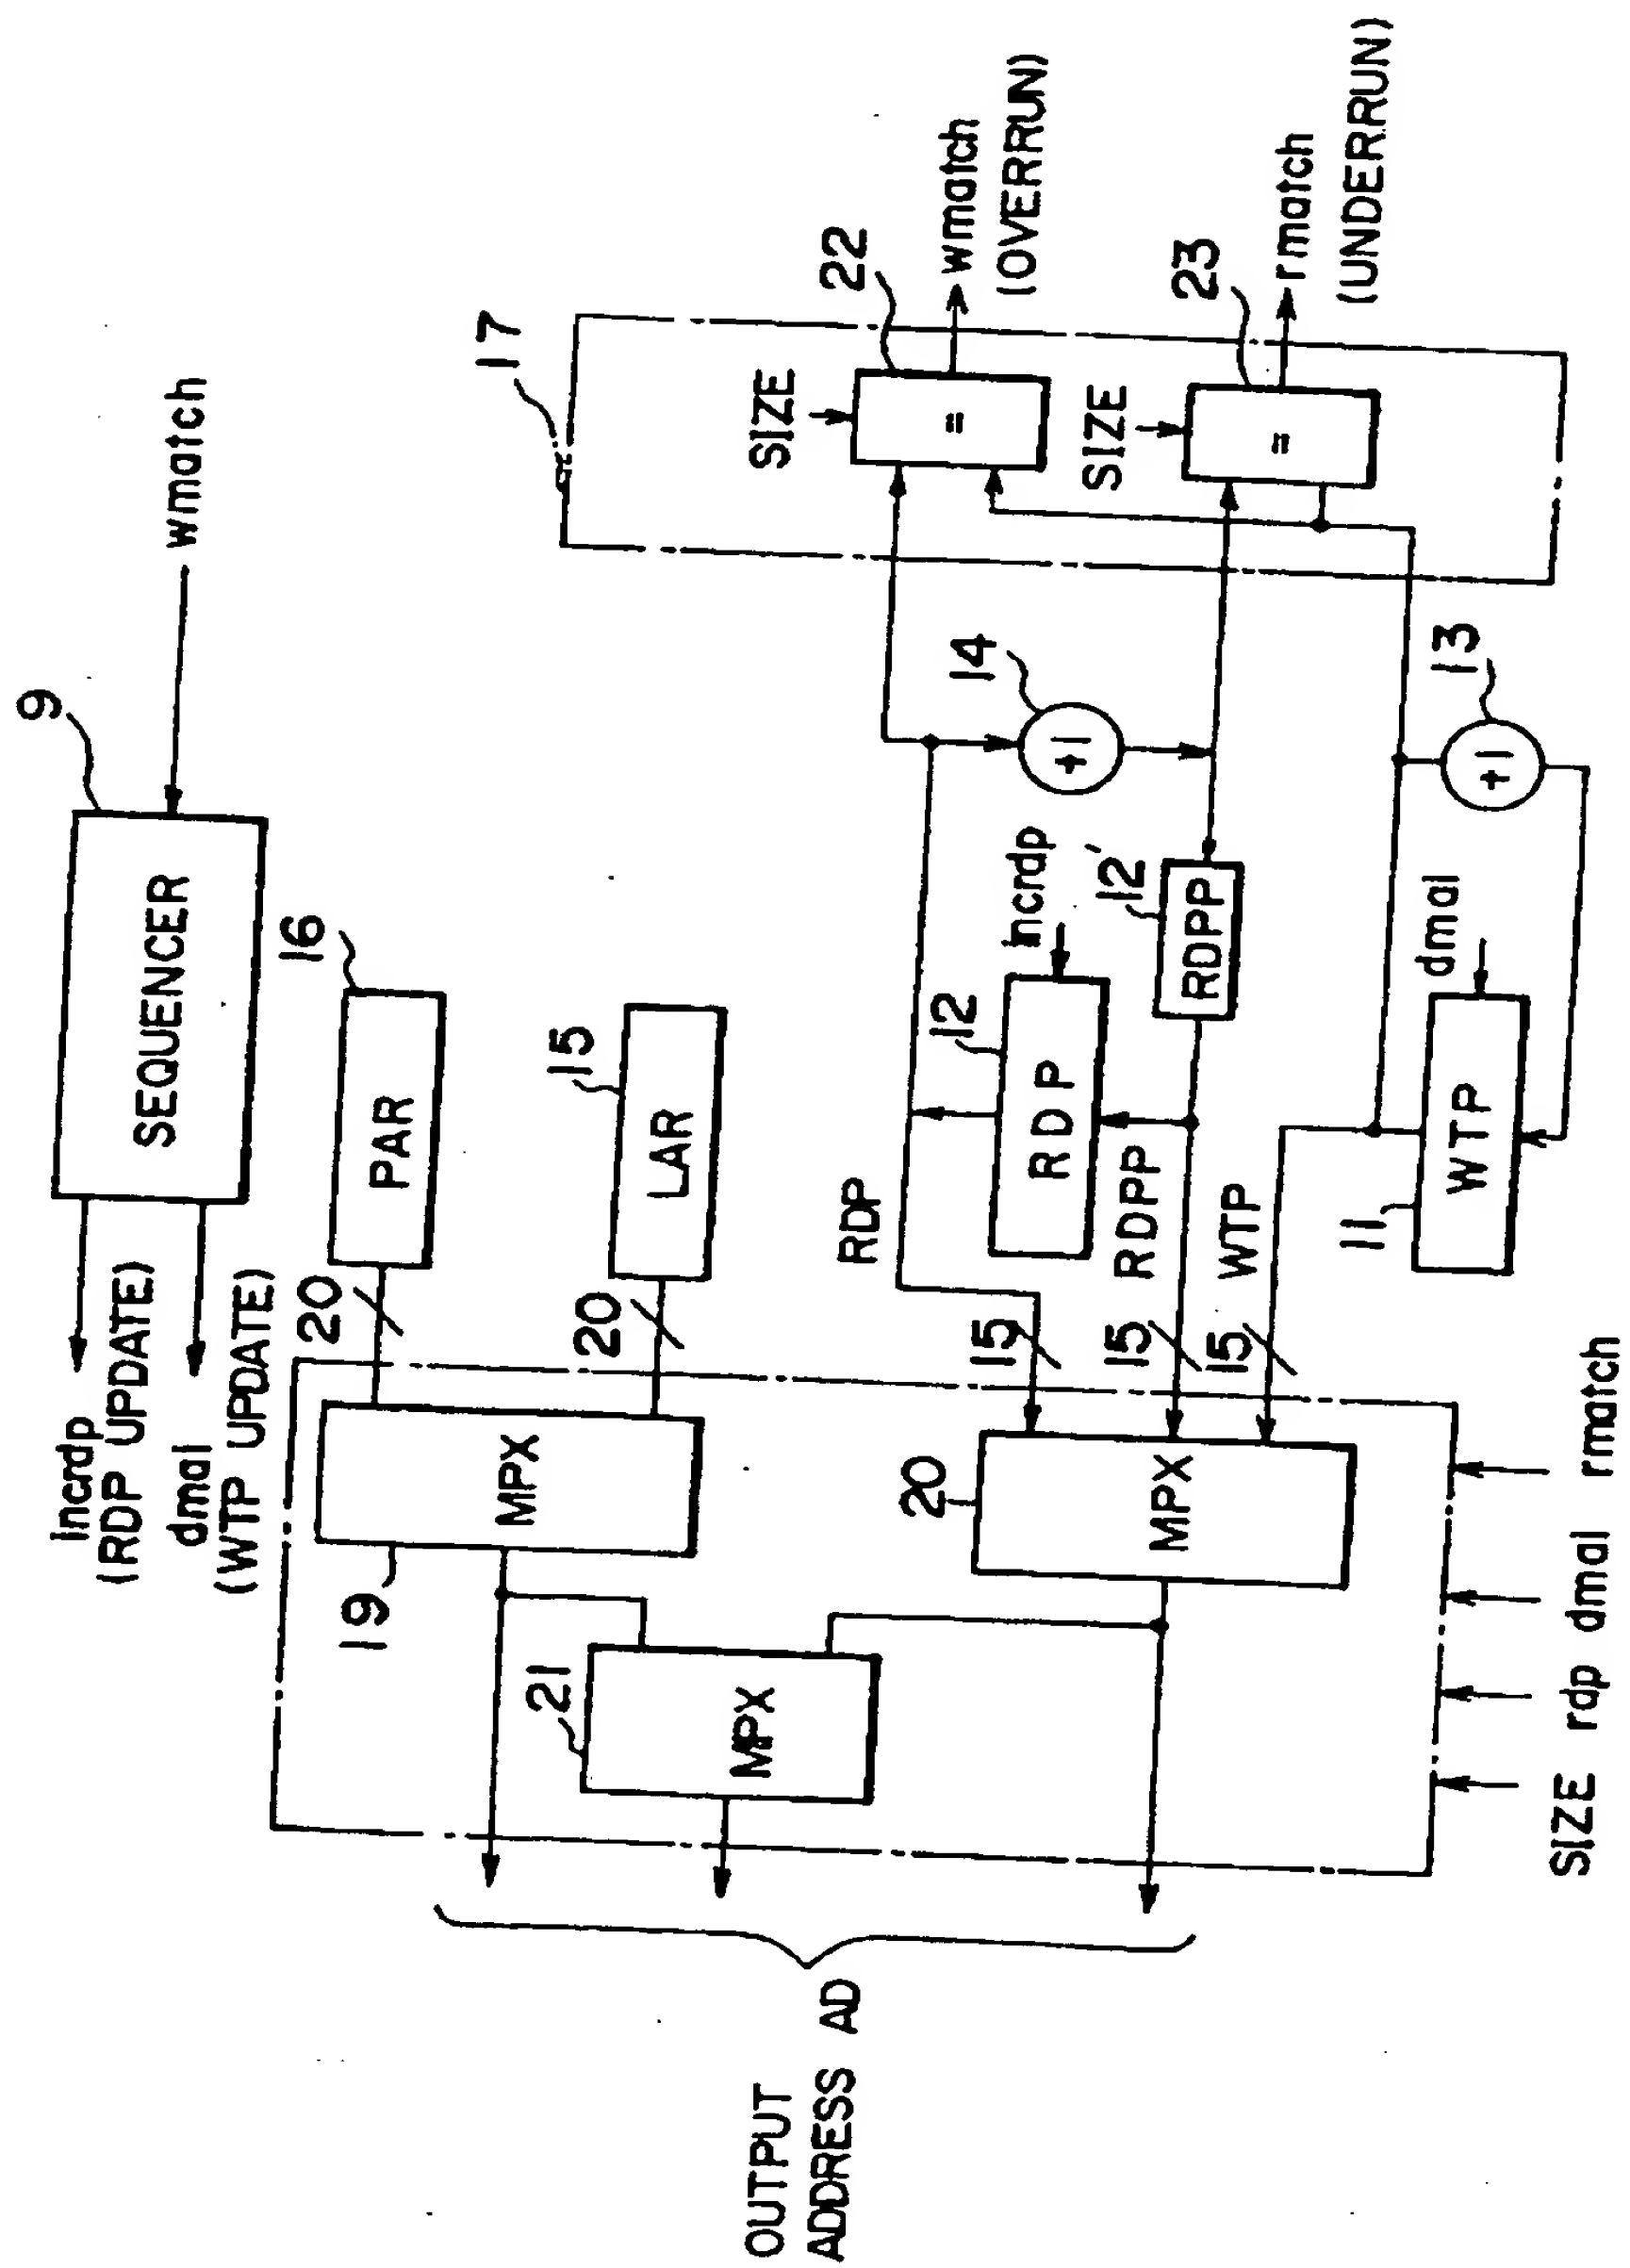 wmatch
9
SEQUENCER
Incrdp
(RDP UPDATE)
dmal
(WTP UPDATE)
16
PAR
20
15
LAR
20
19
MPX
21
MPX
20
MPX
OUTPUT
ADDRESS AD
RDP
15
RDPP
15
WTP
15
12
RDP
incrdp
12'
RDPP
14
+1
11
WTP
dmal
13
+1
17
SIZE
22
=
wmatch
(OVERRUN)
SIZE
23
=
rmatch
(UNDERRUN)
SIZE
rdp
dmal
rmatch